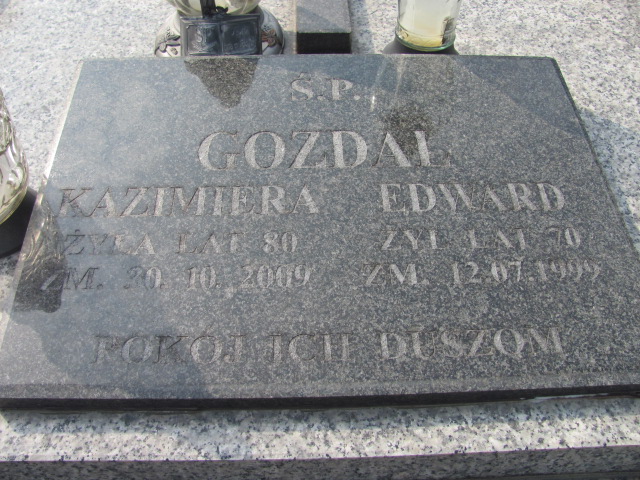 Ś.P.
GOZDAL
KAZIMIERA EDWARD
ŻYŁA LAT 80 ŻYŁ LAT 70
ZM. 20.10.2009 ZM. 12.07.1999
POKÓJ ICH DUSZOM